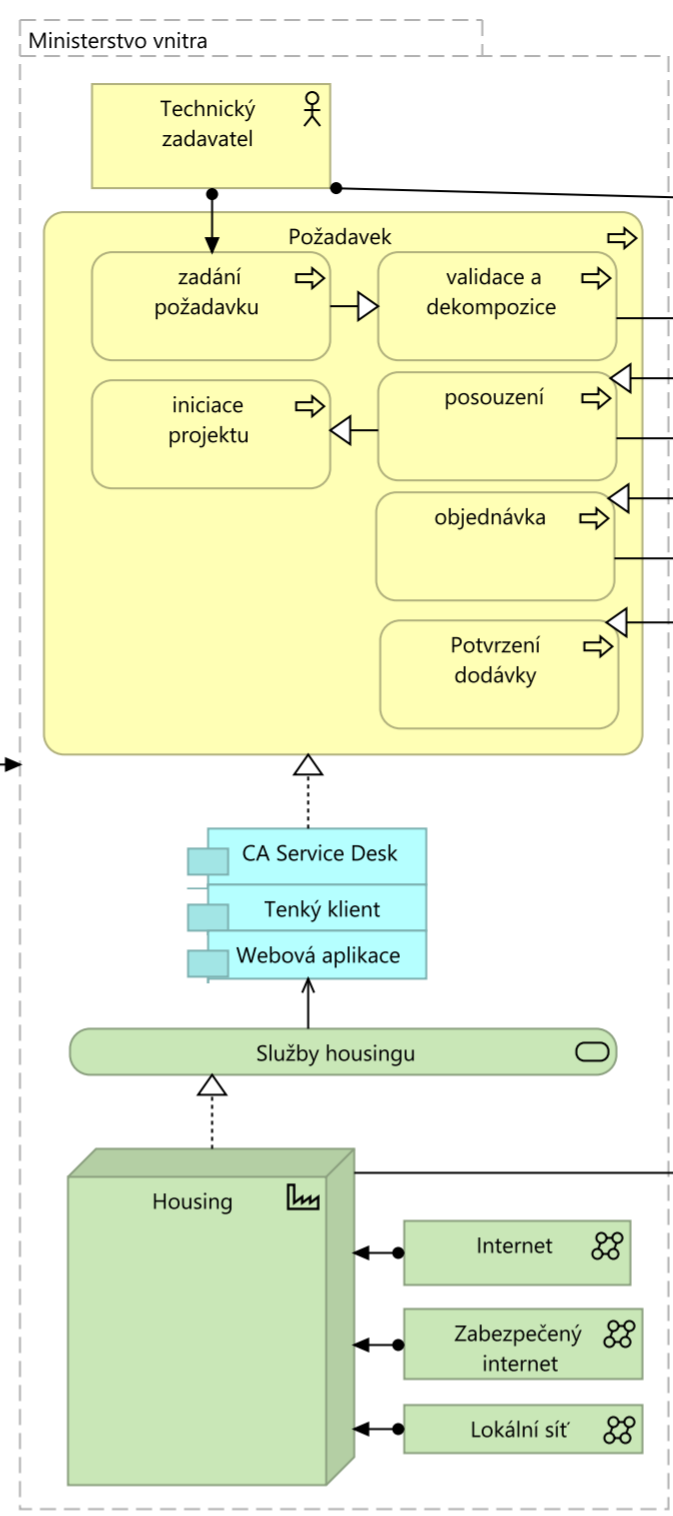 Ministerstvo vnitra
Technický
zadavatel
Požadavek
zadání
požadavku
validace a
dekompozice
iniciace
projektu
posouzení
objednávka
Potvrzení
dodávky
CA Service Desk
Tenký klient
Webová aplikace
Služby housingu
Housing
Internet
Zabezpečený
internet
Lokální síť